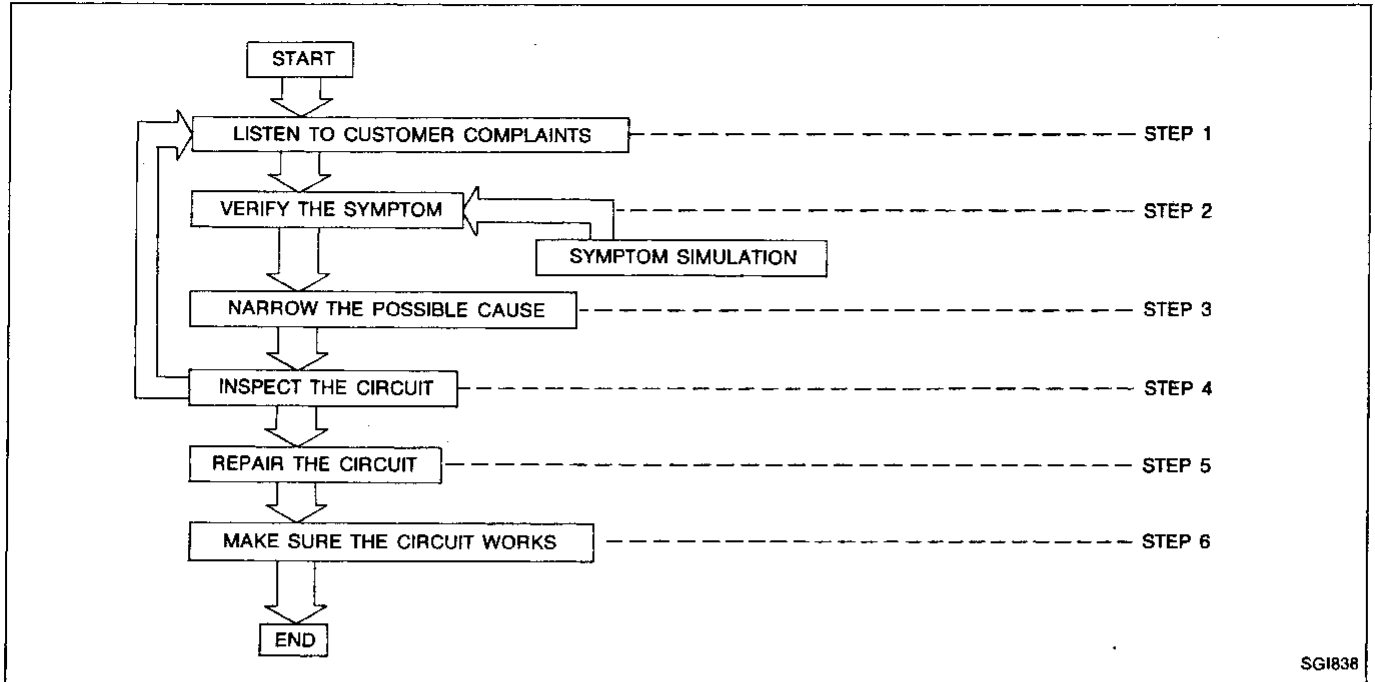 START
LISTEN TO CUSTOMER COMPLAINTS STEP 1
VERIFY THE SYMPTOM STEP 2
SYMPTOM SIMULATION
NARROW THE POSSIBLE CAUSE STEP 3
INSPECT THE CIRCUIT STEP 4
REPAIR THE CIRCUIT STEP 5
MAKE SURE THE CIRCUIT WORKS STEP 6
END
SGI838